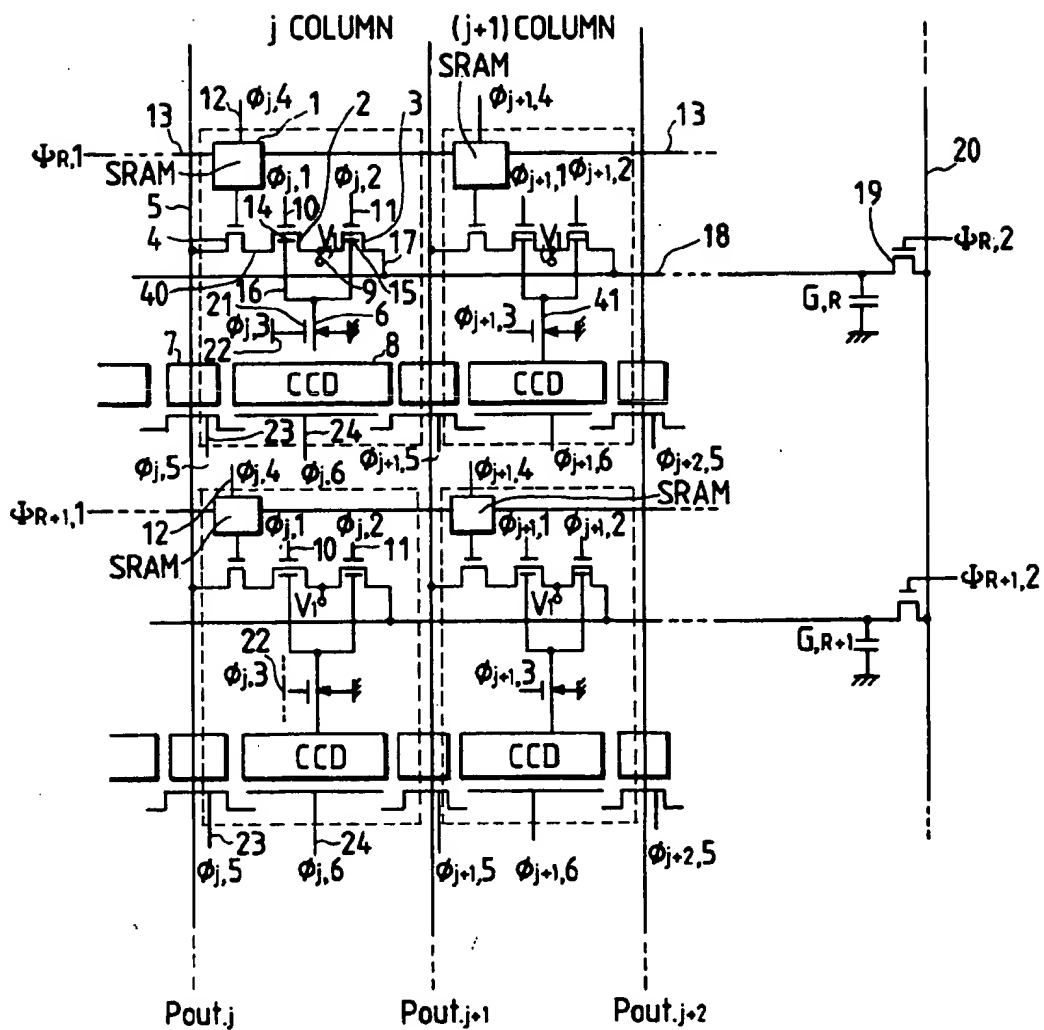 j COLUMN (j+1) COLUMN
SRAM
12 Φj,4 1 2 3 Φj+1,4
13 13 20
ΨR,1
SRAM Φj,1 Φj,2 Φj+1,1 Φj+1,2
5 14 10 11 19
4 V1 17 V1 18 ΨR,2
40 16 9 15 41
21 6 G,R
Φj,3 Φj+1,3
7 22 8
CCD CCD
23 24
Φj,5 Φj,6 Φj+1,5 Φj+1,6 Φj+2,5
Φj,4 Φj+1,4
ΨR+1,1 SRAM
12 Φj,1 Φj,2 Φj+1,1 Φj+1,2
SRAM 10 11
V1 V1 ΨR+1,2
22 G,R+1
Φj,3 Φj+1,3
CCD CCD
23 24
Φj,5 Φj,6 Φj+1,5 Φj+1,6 Φj+2,5
Pout.j Pout.j+1 Pout.j+2